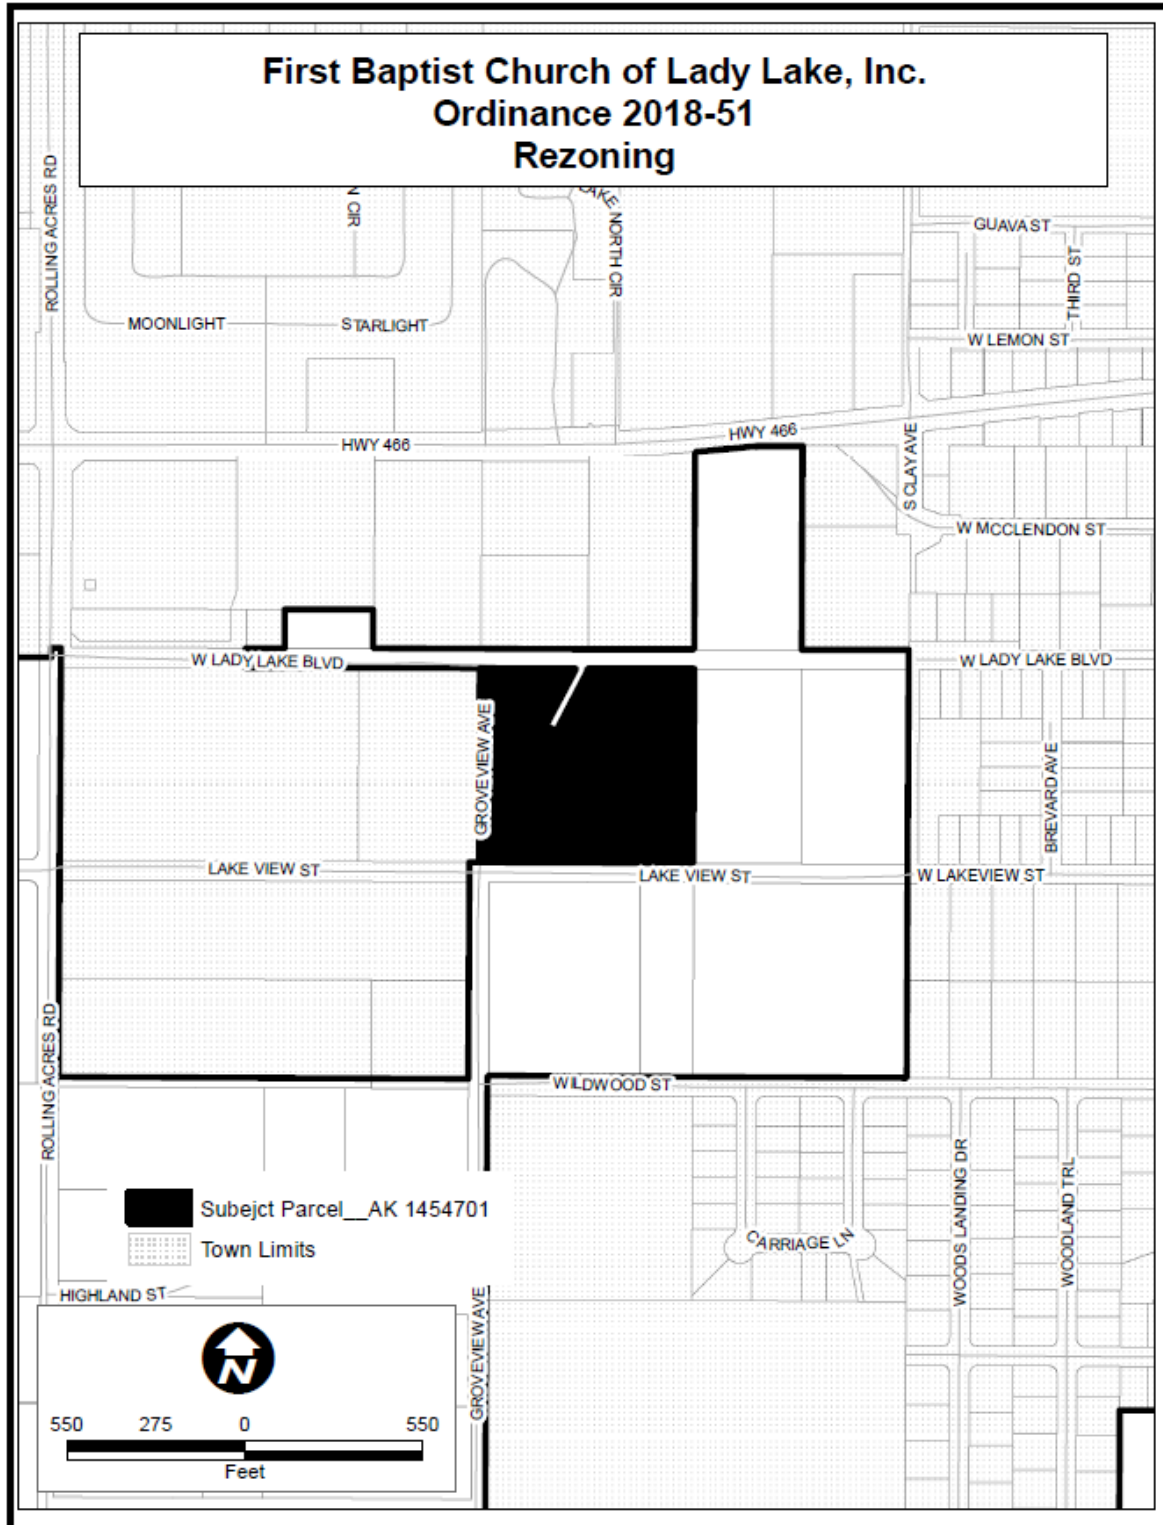 First Baptist Church of Lady Lake, Inc.
Ordinance 2018-51
Rezoning
ROLLING ACRES RD
N CIR
LAKE NORTH CIR
GUAVA ST
THIRD ST
MOONLIGHT
STARLIGHT
W LEMON ST
HWY 466
HWY 466
S CLAY AVE
W MCCLENDON ST
W LADY LAKE BLVD
W LADY LAKE BLVD
GROVEVIEW AVE
BREVARD AVE
LAKE VIEW ST
LAKE VIEW ST
W LAKEVIEW ST
ROLLING ACRES RD
WILDWOOD ST
WOODS LANDING DR
WOODLAND TRL
CARRIAGE LN
Subejct Parcel__AK 1454701
Town Limits
HIGHLAND ST
GROVEVIEW AVE
N
550 275 0 550
Feet